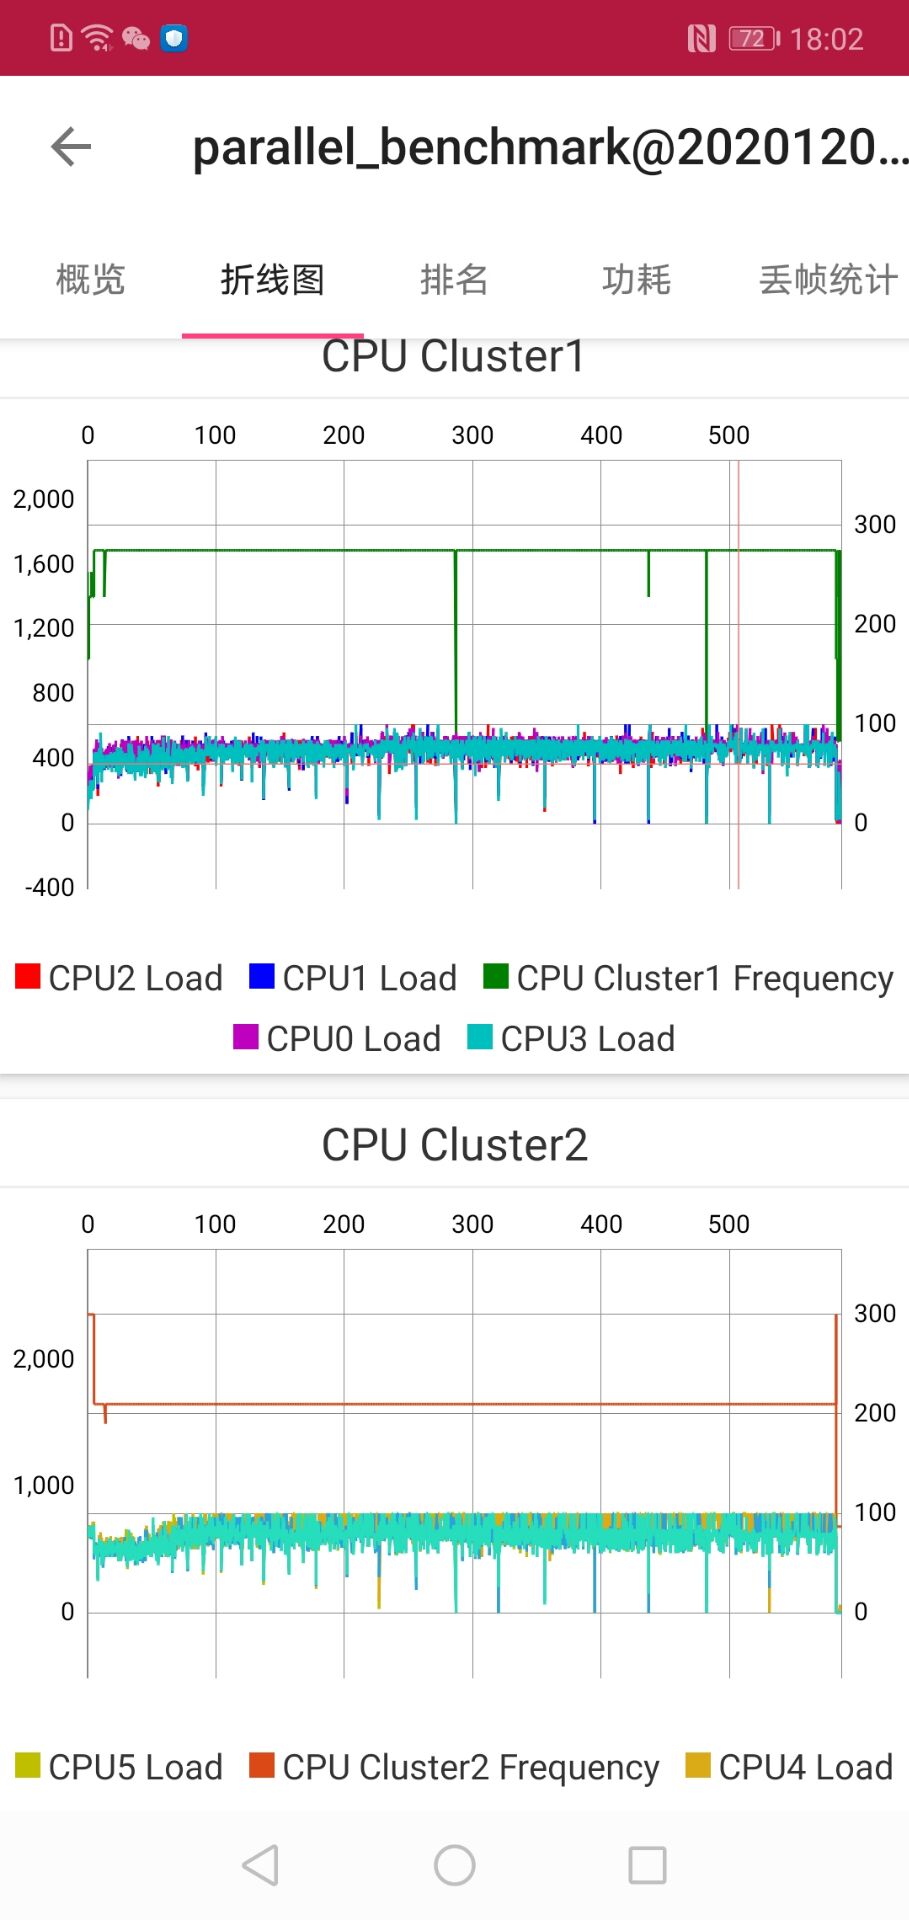 72 18:02
parallel_benchmark@2020120...
概览 折线图 排名 功耗 丢帧统计
CPU Cluster1
0 100 200 300 400 500
2,000
300
1,600
1,200 200
800
100
400
0 0
-400
CPU2 Load CPU1 Load CPU Cluster1 Frequency
CPU0 Load CPU3 Load
CPU Cluster2
0 100 200 300 400 500
300
2,000
200
1,000
100
0 0
CPU5 Load CPU Cluster2 Frequency CPU4 Load